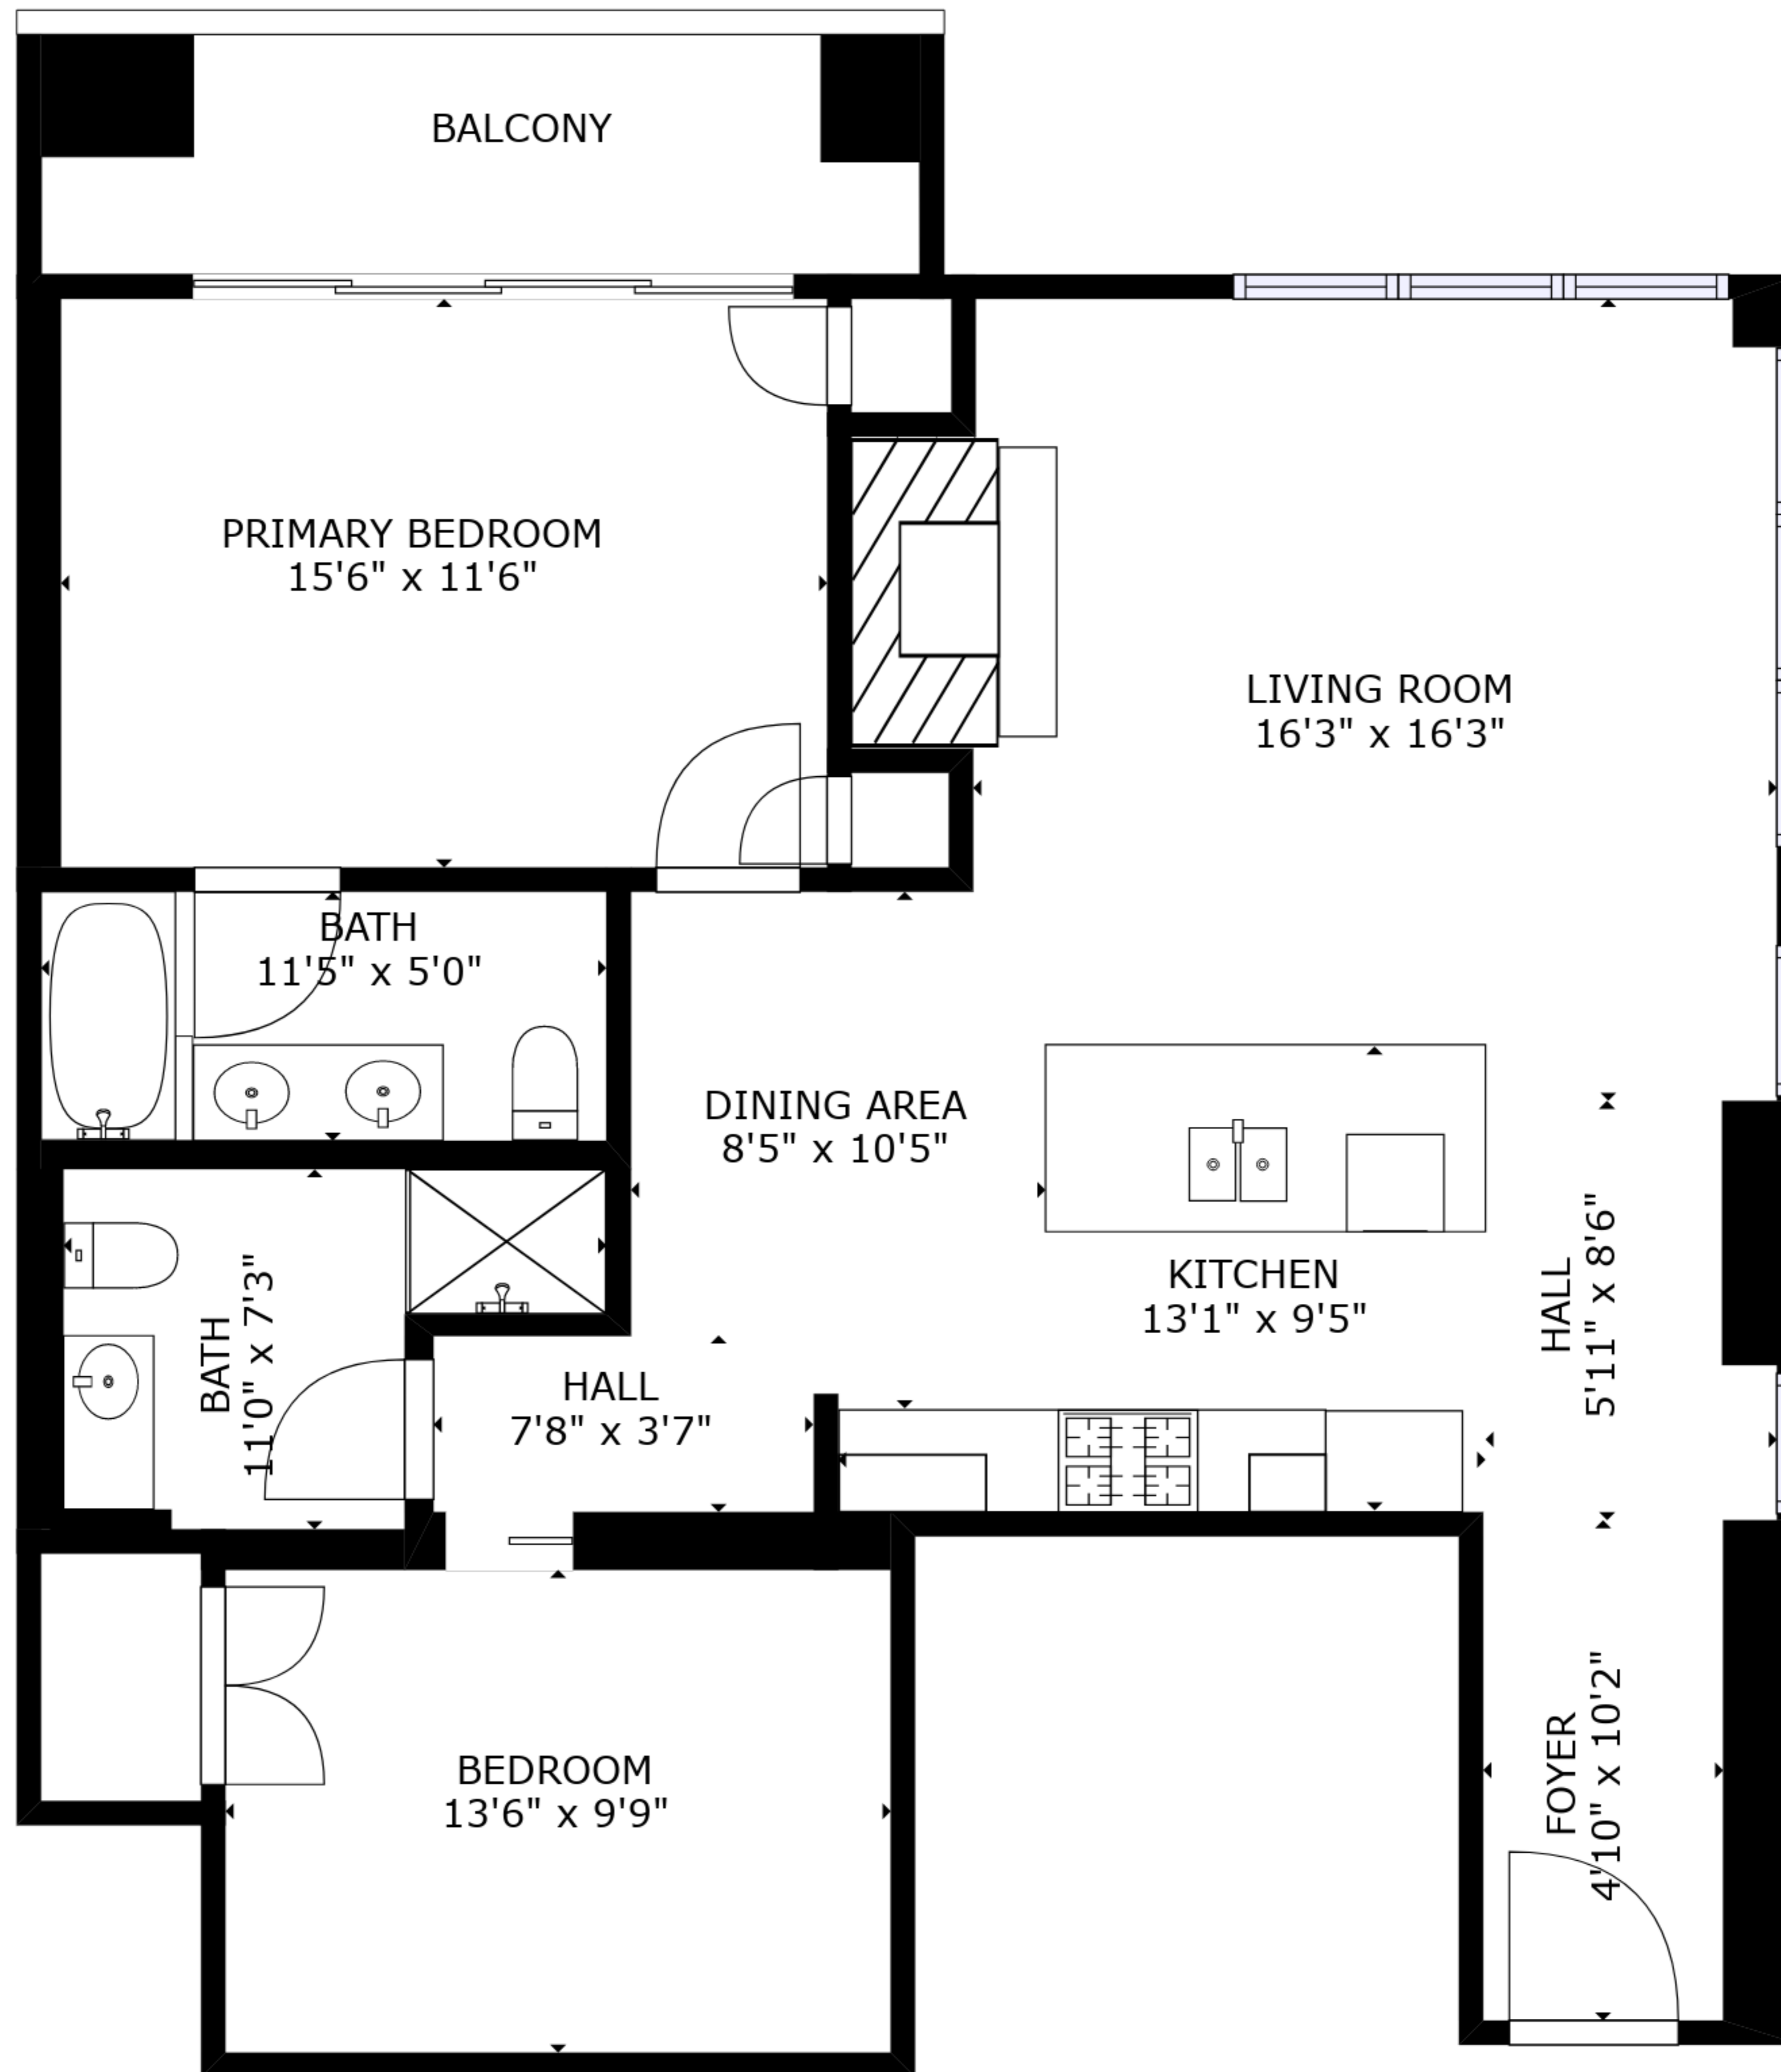 BALCONY
PRIMARY BEDROOM
15'6" x 11'6"
LIVING ROOM
16'3" x 16'3"
BATH
11'5" x 5'0"
DINING AREA
8'5" x 10'5"
KITCHEN
13'1" x 9'5"
HALL
5'11" x 8'6"
BATH
11'0" x 7'3"
HALL
7'8" x 3'7"
BEDROOM
13'6" x 9'9"
FOYER
4'10" x 10'2"